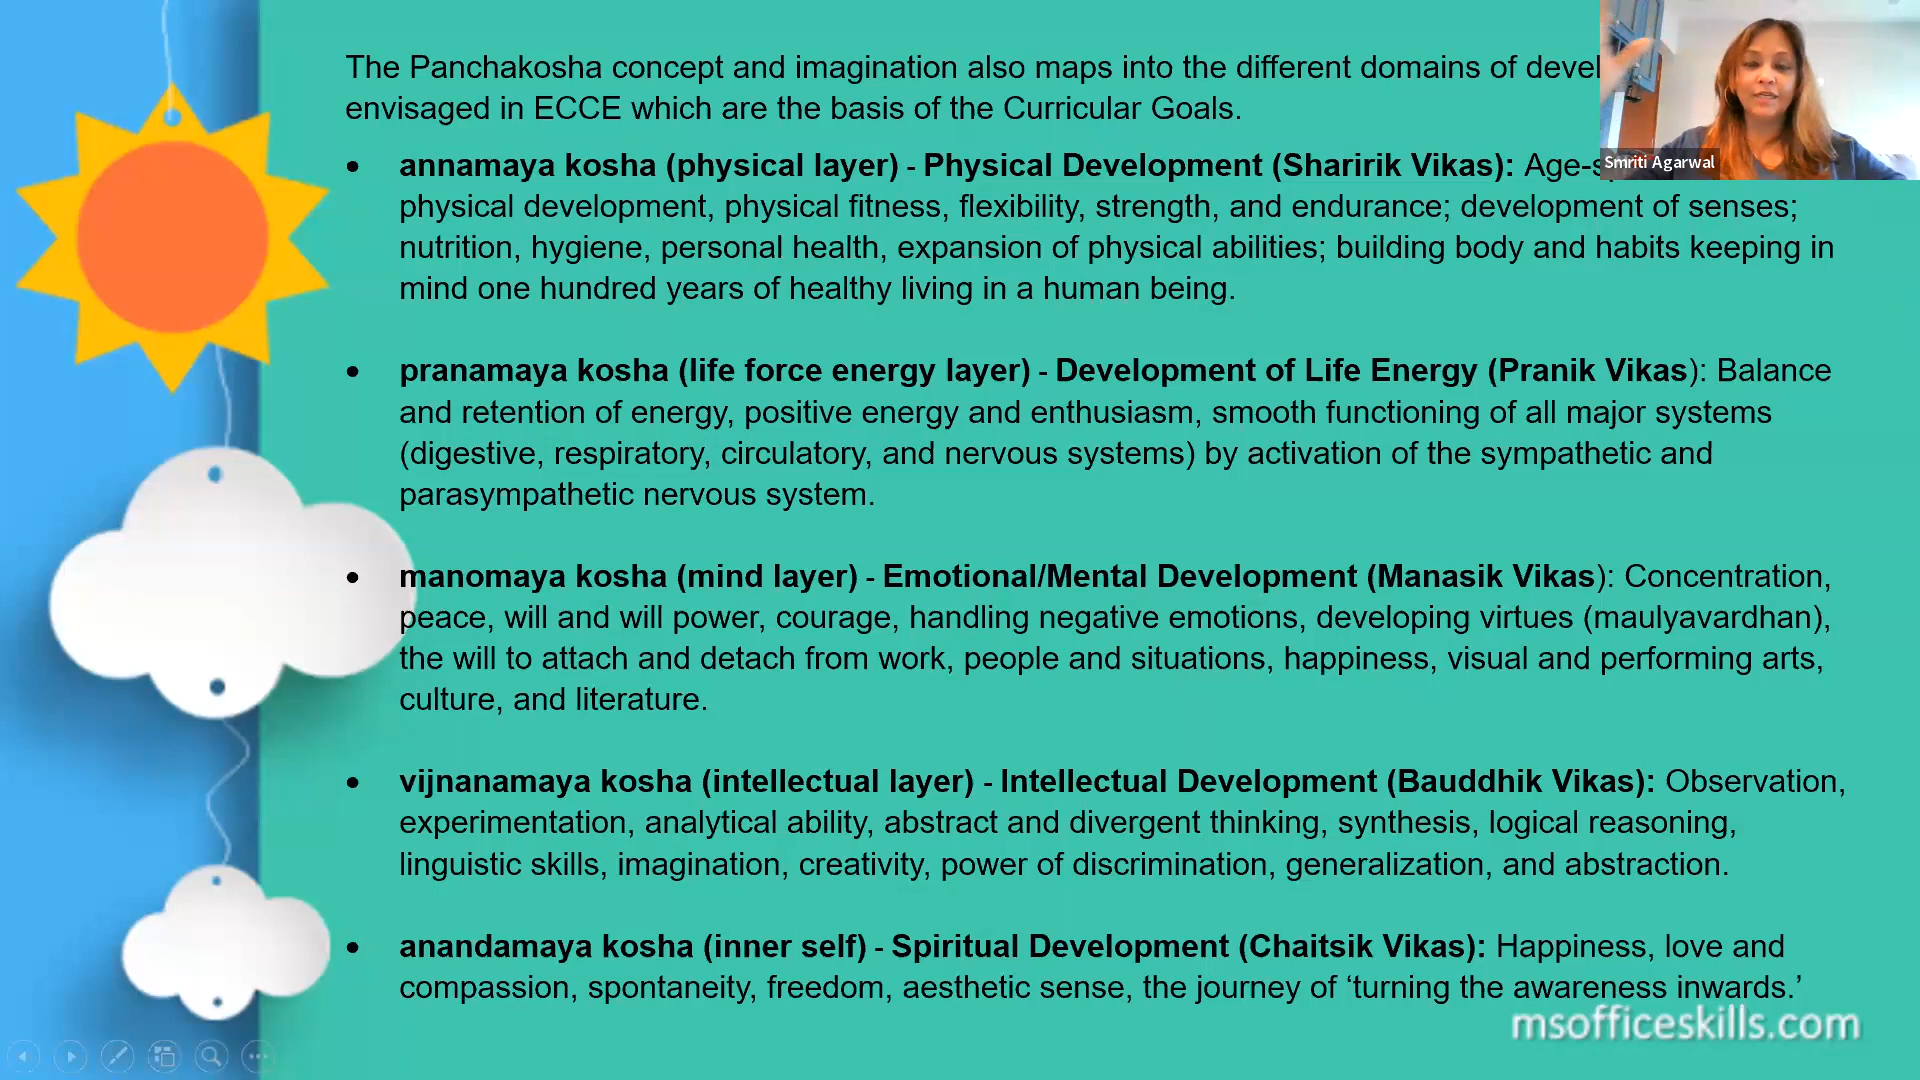 The Panchakosha concept and imagination also maps into the different domains of
envisaged in ECCE which are the basis of the Curricular Goals.
Smriti Agarwal
• annamaya kosha (physical layer) - Physical Development (Sharirik Vikas):
physical development, physical fitness, flexibility, strength, and endurance; development of senses;
nutrition, hygiene, personal health, expansion of physical abilities; building body and habits keeping in
mind one hundred years of healthy living in a human being.
• pranamaya kosha (life force energy layer) - Development of Life Energy (Pranik Vikas): Balance
and retention of energy, positive energy and enthusiasm, smooth functioning of all major systems
(digestive, respiratory, circulatory, and nervous systems) by activation of the sympathetic and
parasympathetic nervous system.
• manomaya kosha (mind layer) - Emotional/Mental Development (Manasik Vikas): Concentration,
peace, will and will power, courage, handling negative emotions, developing virtues (maulyavardhan),
the will to attach and detach from work, people and situations, happiness, visual and performing arts,
culture, and literature.
• vijnanamaya kosha (intellectual layer) - Intellectual Development (Bauddhik Vikas): Observation,
experimentation, analytical ability, abstract and divergent thinking, synthesis, logical reasoning,
linguistic skills, imagination, creativity, power of discrimination, generalization, and abstraction.
• anandamaya kosha (inner self) - Spiritual Development (Chaitsik Vikas): Happiness, love and
compassion, spontaneity, freedom, aesthetic sense, the journey of ‘turning the awareness inwards.’
msofficeskills.com